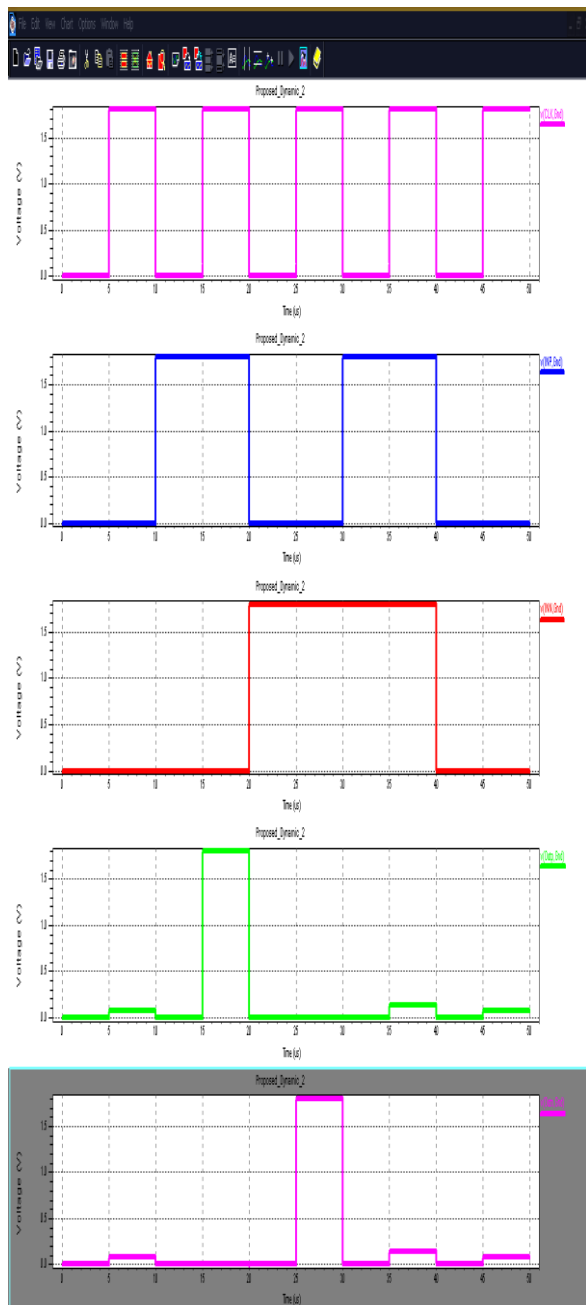 File Edit View Chart Options Window Help
Proposed_Dynamic_2
v(CLK,Gnd)
Voltage (V)
1.5
1.0
0.5
0.0
0 5 10 15 20 25 30 35 40 45 50
Time (us)
Proposed_Dynamic_2
v(INP,Gnd)
Voltage (V)
1.5
1.0
0.5
0.0
0 5 10 15 20 25 30 35 40 45 50
Time (us)
Proposed_Dynamic_2
v(INN,Gnd)
Voltage (V)
1.5
1.0
0.5
0.0
0 5 10 15 20 25 30 35 40 45 50
Time (us)
Proposed_Dynamic_2
Voltage (V)
1.5
1.0
0.5
0.0
0 5 10 15 20 25 30 35 40 45 50
Time (us)
Proposed_Dynamic_2
Voltage (V)
1.5
1.0
0.5
0.0
0 5 10 15 20 25 30 35 40 45 50
Time (us)